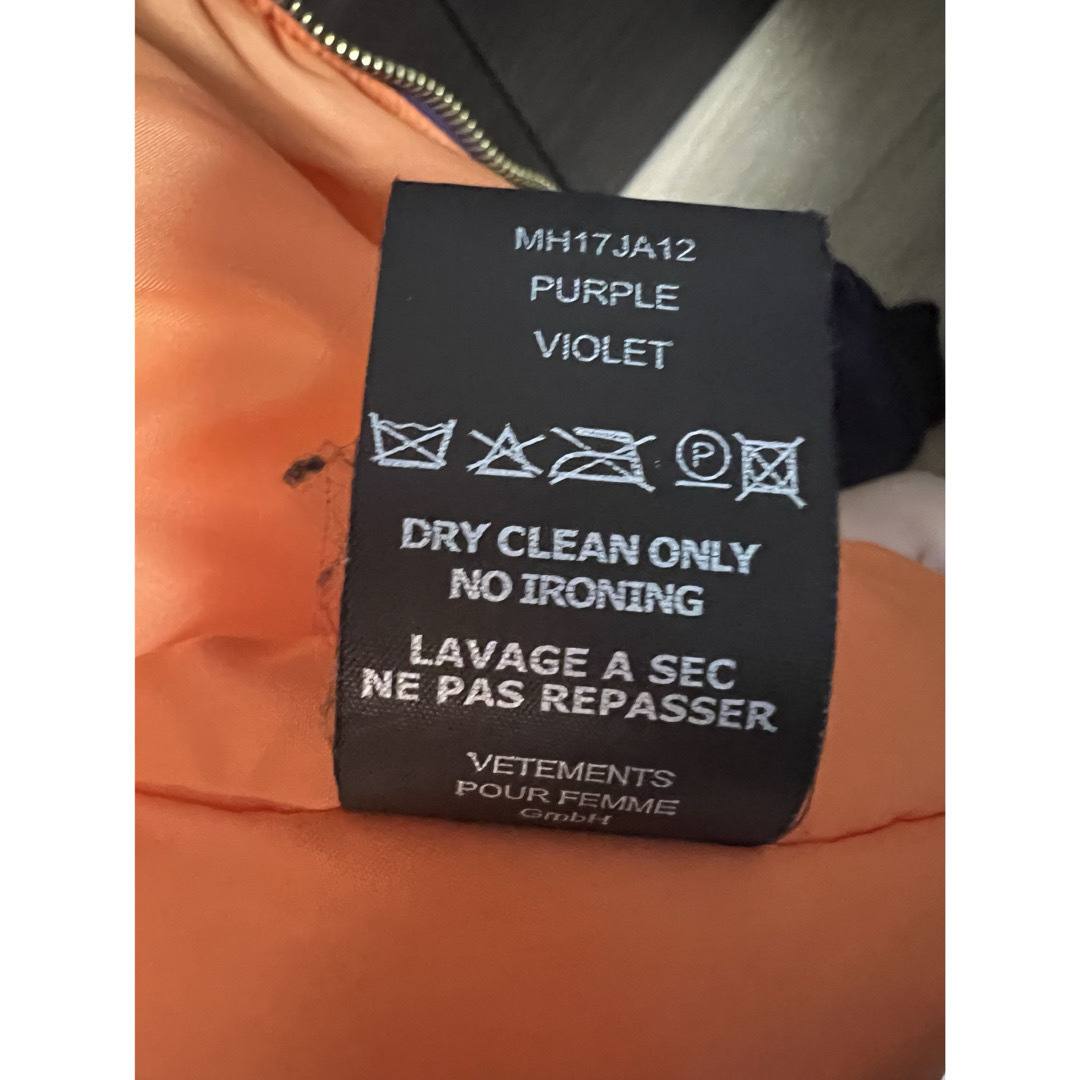 MH17JA12
PURPLE
VIOLET
P
DRY CLEAN ONLY
NO IRONING
LAVAGE A SEC
NE PAS REPASSER
VETEMENTS
POUR FEMME
GmbH